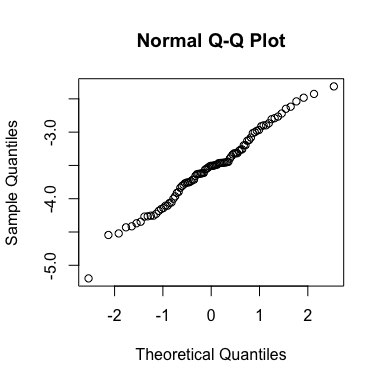 Normal Q-Q Plot
Sample Quantiles
-3.0
-4.0
-5.0
-2 -1 0 1 2
Theoretical Quantiles